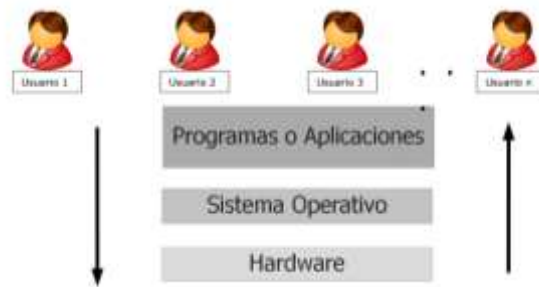 Usuario 1
Usuario 2
Usuario 3
. . .
Usuario n
Programas o Aplicaciones
Sistema Operativo
Hardware